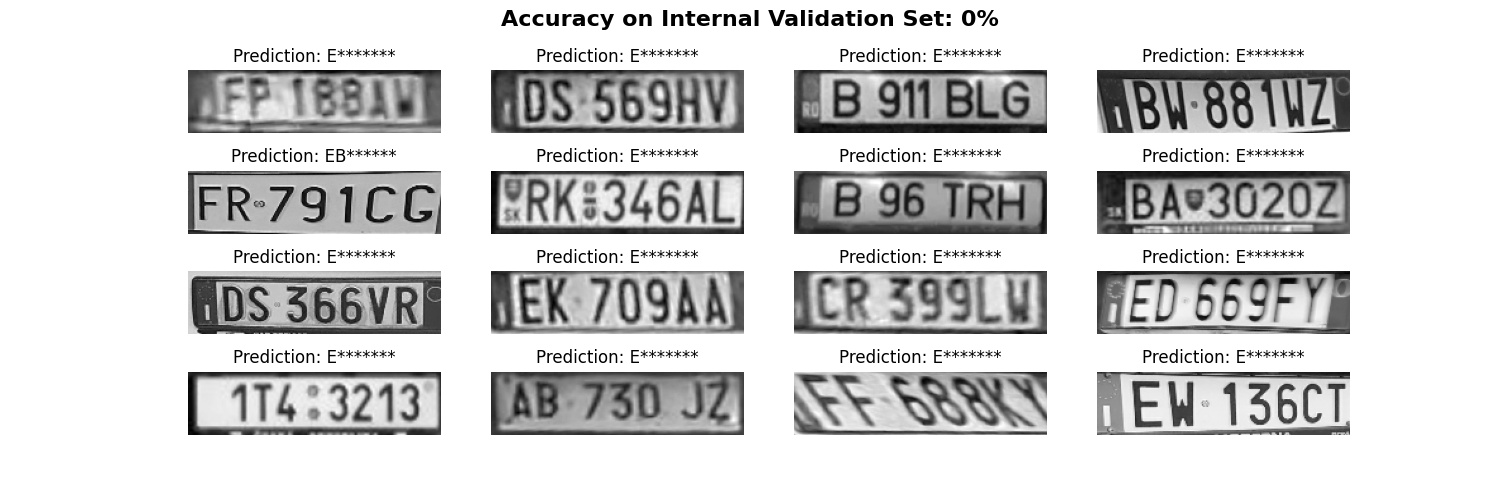 Accuracy on Internal Validation Set: 0%
Prediction: E******* Prediction: E******* Prediction: E******* Prediction: E*******
FP 188AW DS 569HV RO B 911 BLG I BW 881WZ
Prediction: EB****** Prediction: E******* Prediction: E******* Prediction: E*******
FR 791CG SK RK 346AL RO B 96 TRH SK BA 302OZ
Prediction: E******* Prediction: E******* Prediction: E******* Prediction: E*******
I DS 366VR EK 709AA CR 399LW I ED 669FY
Prediction: E******* Prediction: E******* Prediction: E******* Prediction: E*******
1T4 3213 AB 730 JZ FF 688KY I EW 136CT